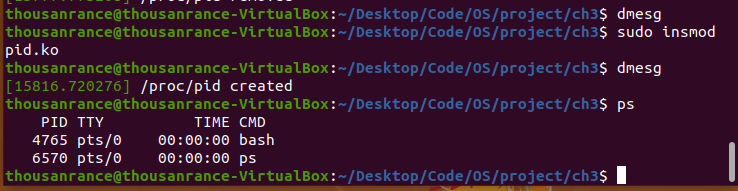 thousanrance@thousanrance-VirtualBox:~/Desktop/Code/OS/project/ch3$ dmesg
thousanrance@thousanrance-VirtualBox:~/Desktop/Code/OS/project/ch3$ sudo insmod
pid.ko
thousanrance@thousanrance-VirtualBox:~/Desktop/Code/OS/project/ch3$ dmesg
[15816.720276] /proc/pid created
thousanrance@thousanrance-VirtualBox:~/Desktop/Code/OS/project/ch3$ ps
PID TTY TIME CMD
4765 pts/0 00:00:00 bash
6570 pts/0 00:00:00 ps
thousanrance@thousanrance-VirtualBox:~/Desktop/Code/OS/project/ch3$